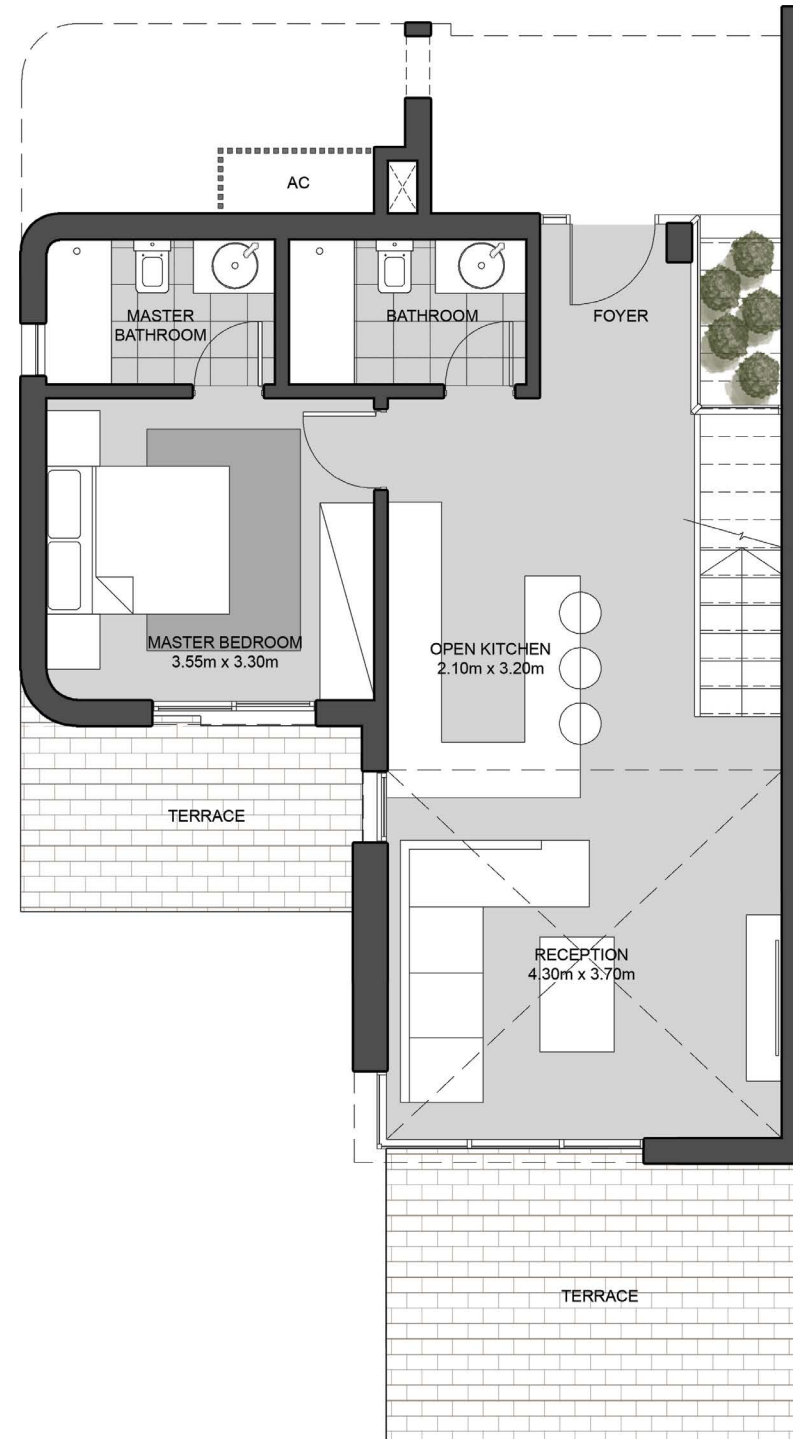 AC
MASTER
BATHROOM
BATHROOM
FOYER
MASTER BEDROOM
3.55m x 3.30m
OPEN KITCHEN
2.10m x 3.20m
TERRACE
RECEPTION
4.30m x 3.70m
TERRACE